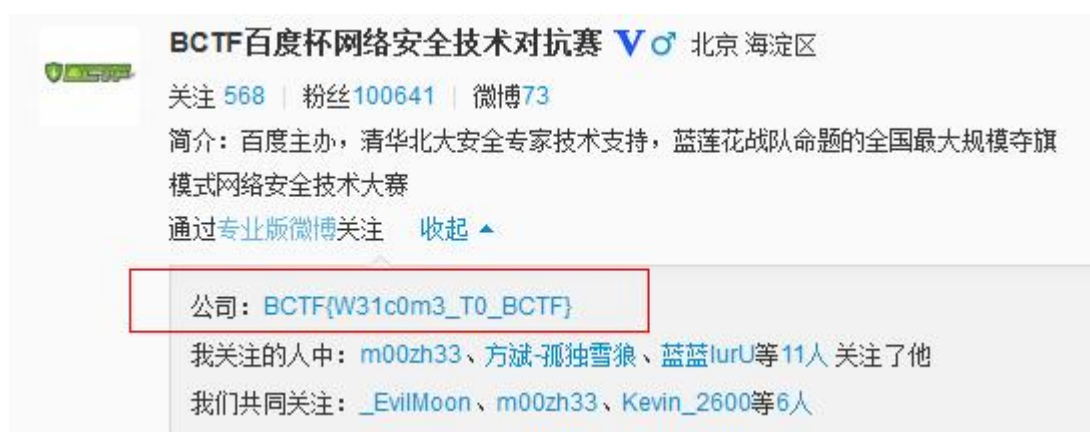 BCTF百度杯网络安全技术对抗赛 V ♂ 北京 海淀区
关注 568 | 粉丝100641 | 微博73
简介：百度主办，清华北大安全专家技术支持，蓝莲花战队命题的全国最大规模夺旗
模式网络安全技术大赛
通过专业版微博关注 收起
公司：BCTF{W31c0m3_T0_BCTF}
我关注的人中：m00zh33、方斌-孤独雪狼、蓝蓝IurU等11人 关注了他
我们共同关注：_EvilMoon、m00zh33、Kevin_2600等6人